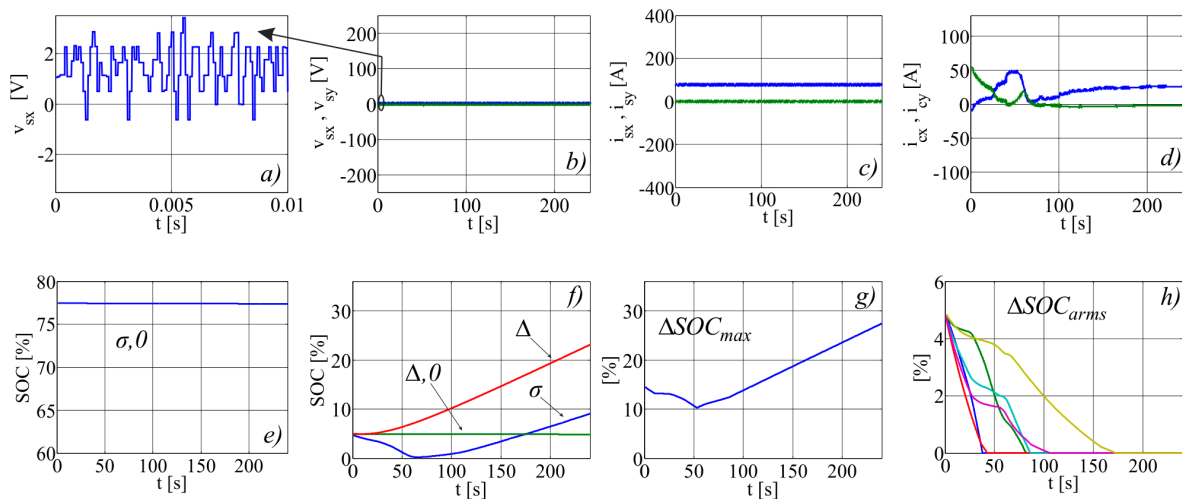 v_sx [V]
2
0
-2
0
0.005
0.01
t [s]
a)
v_sx , v_sy [V]
200
100
0
-100
-200
0
100
200
t [s]
b)
i_sx , i_sy [A]
400
200
0
-200
-400
0
100
200
t [s]
c)
i_cx , i_cy [A]
100
50
0
-50
-100
0
100
200
t [s]
d)
SOC [%]
80
75
70
65
60
0
50
100
150
200
t [s]
σ,0
e)
SOC [%]
30
20
10
0
0
50
100
150
200
t [s]
Δ
Δ,0
σ
f)
[%]
30
20
10
0
0
50
100
150
200
t [s]
ΔSOC_max
g)
[%]
6
4
2
0
0
50
100
150
200
t [s]
ΔSOC_arms
h)